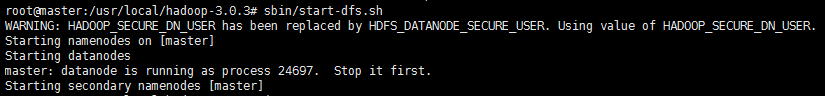 root@master:/usr/local/hadoop-3.0.3# sbin/start-dfs.sh
WARNING: HADOOP_SECURE_DN_USER has been replaced by HDFS_DATANODE_SECURE_USER. Using value of HADOOP_SECURE_DN_USER.
Starting namenodes on [master]
Starting datanodes
master: datanode is running as process 24697.  Stop it first.
Starting secondary namenodes [master]